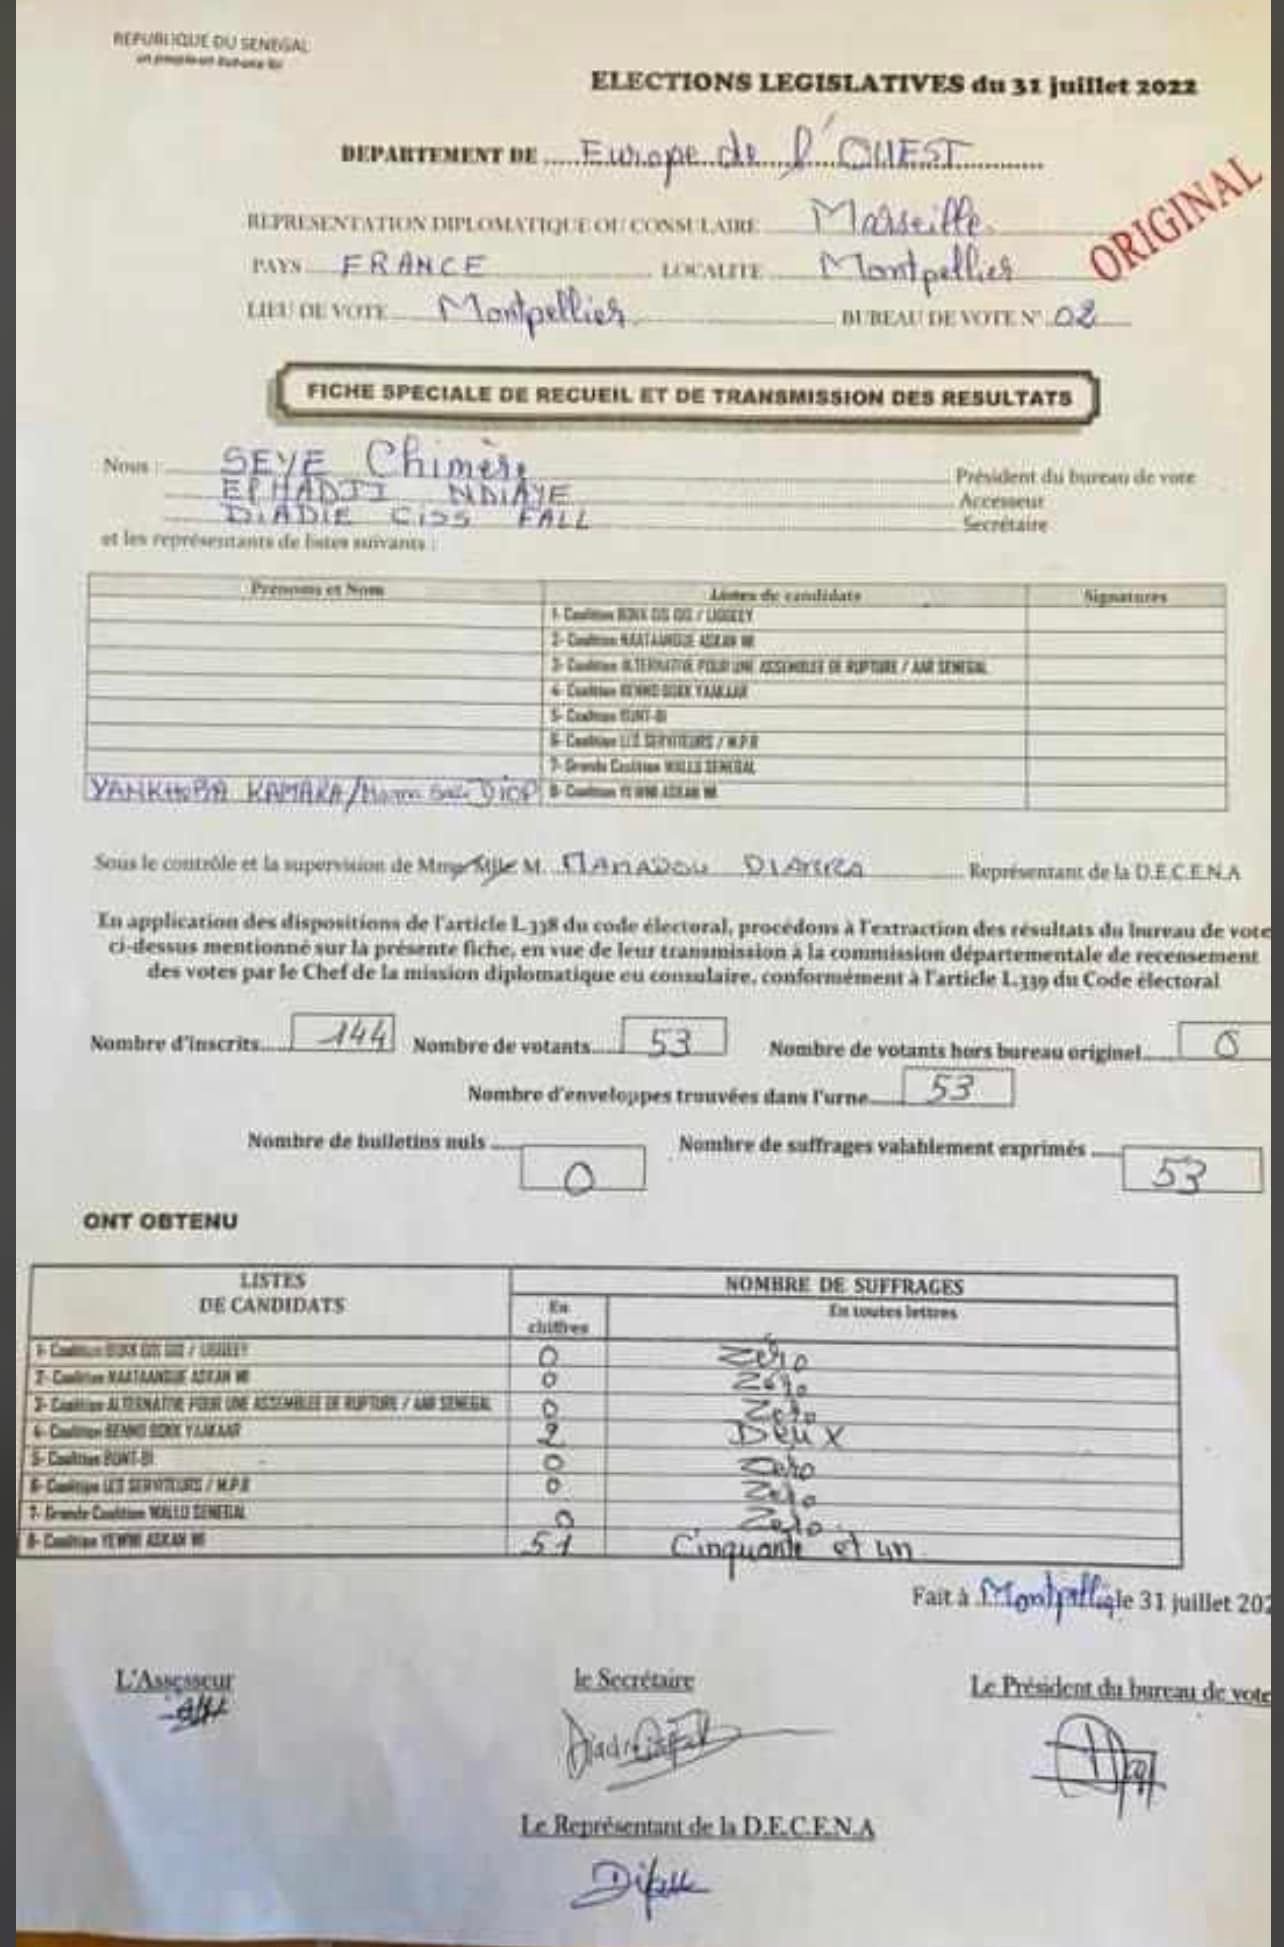 REPUBLIQUE DU SENEGAL
ELECTIONS LEGISLATIVES du 31 juillet 2022
DEPARTEMENT DE Europe de l'OUEST
REPRESENTATION DIPLOMATIQUE OU CONSULAIRE Marseille
PAYS FRANCE LOCALITE Montpellier
ORIGINAL
LIEU DE VOTE Montpellier BUREAU DE VOTE N° 02
FICHE SPECIALE DE RECUEIL ET DE TRANSMISSION DES RESULTATS
Nous : SEYE Chimère Président du bureau de vote
ELHADJI NDIAYE Accesseur
DIADIE CISS FALL Secrétaire
et les représentants de listes suivants :
Prénoms et Nom Listes de candidats Signatures
1- Coalition BOKK GIS GIS / LIGGEEY
2- Coalition NAATAANGUE ASKAN WI
3- Coalition ALTERNATIVE POUR UNE ASSEMBLEE DE RUPTURE / AAR SENEGAL
4- Coalition BENNO BOKK YAAKAAR
5- Coalition BUNT-BI
6- Coalition LES SERVITEURS / M.P.R
7- Grande Coalition WALLU SENEGAL
YANKHOBA KAMARA / DIOP 8- Coalition YEWWI ASKAN WI
Sous le contrôle et la supervision de Mme/Mlle M. MAMADOU Représentant de la D.E.C.E.N.A
En application des dispositions de l'article L.338 du code électoral, procédons à l'extraction des résultats du bureau de vote
ci-dessus mentionné sur la présente fiche, en vue de leur transmission à la commission départementale de recensement
des votes par le Chef de la mission diplomatique ou consulaire, conformément à l'article L.339 du Code électoral
Nombre d'inscrits 144 Nombre de votants 53 Nombre de votants hors bureau originel 0
Nombre d'enveloppes trouvées dans l'urne 53
Nombre de bulletins nuls 0 Nombre de suffrages valablement exprimés 53
ONT OBTENU
LISTES DE CANDIDATS NOMBRE DE SUFFRAGES
En chiffres En toutes lettres
1- Coalition BOKK GIS GIS / LIGGEEY 0 Zéro
2- Coalition NAATAANGUE ASKAN WI 0 Zéro
3- Coalition ALTERNATIVE POUR UNE ASSEMBLEE DE RUPTURE / AAR SENEGAL 0 Zéro
4- Coalition BENNO BOKK YAAKAAR 2 Deux
5- Coalition BUNT-BI 0 Zero
6- Coalition LES SERVITEURS / M.P.R 0 Zero
7- Grande Coalition WALLU SENEGAL 0 Zero
8- Coalition YEWWI ASKAN WI 51 Cinquante et un
Fait à Montpellier le 31 juillet 202
L'Assesseur le Secrétaire Le Président du bureau de vote
Le Représentant de la D.E.C.E.N.A